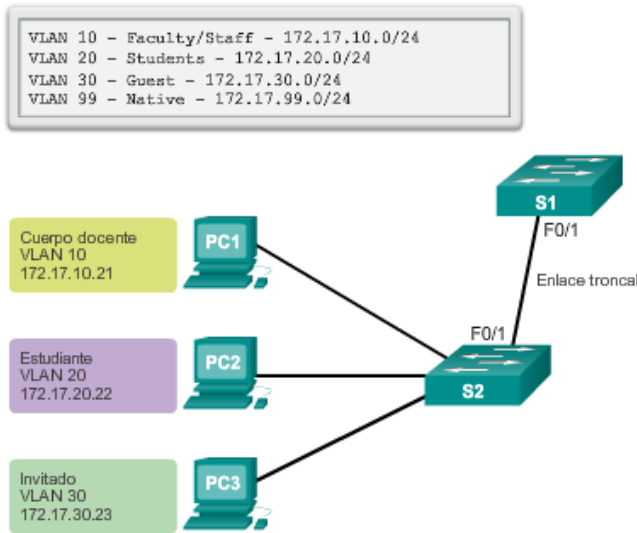 VLAN 10 - Faculty/Staff - 172.17.10.0/24
VLAN 20 - Students - 172.17.20.0/24
VLAN 30 - Guest - 172.17.30.0/24
VLAN 99 - Native - 172.17.99.0/24
S1
F0/1
Enlace troncal
Cuerpo docente
VLAN 10
172.17.10.21
PC1
F0/1
S2
Estudiante
VLAN 20
172.17.20.22
PC2
Invitado
VLAN 30
172.17.30.23
PC3